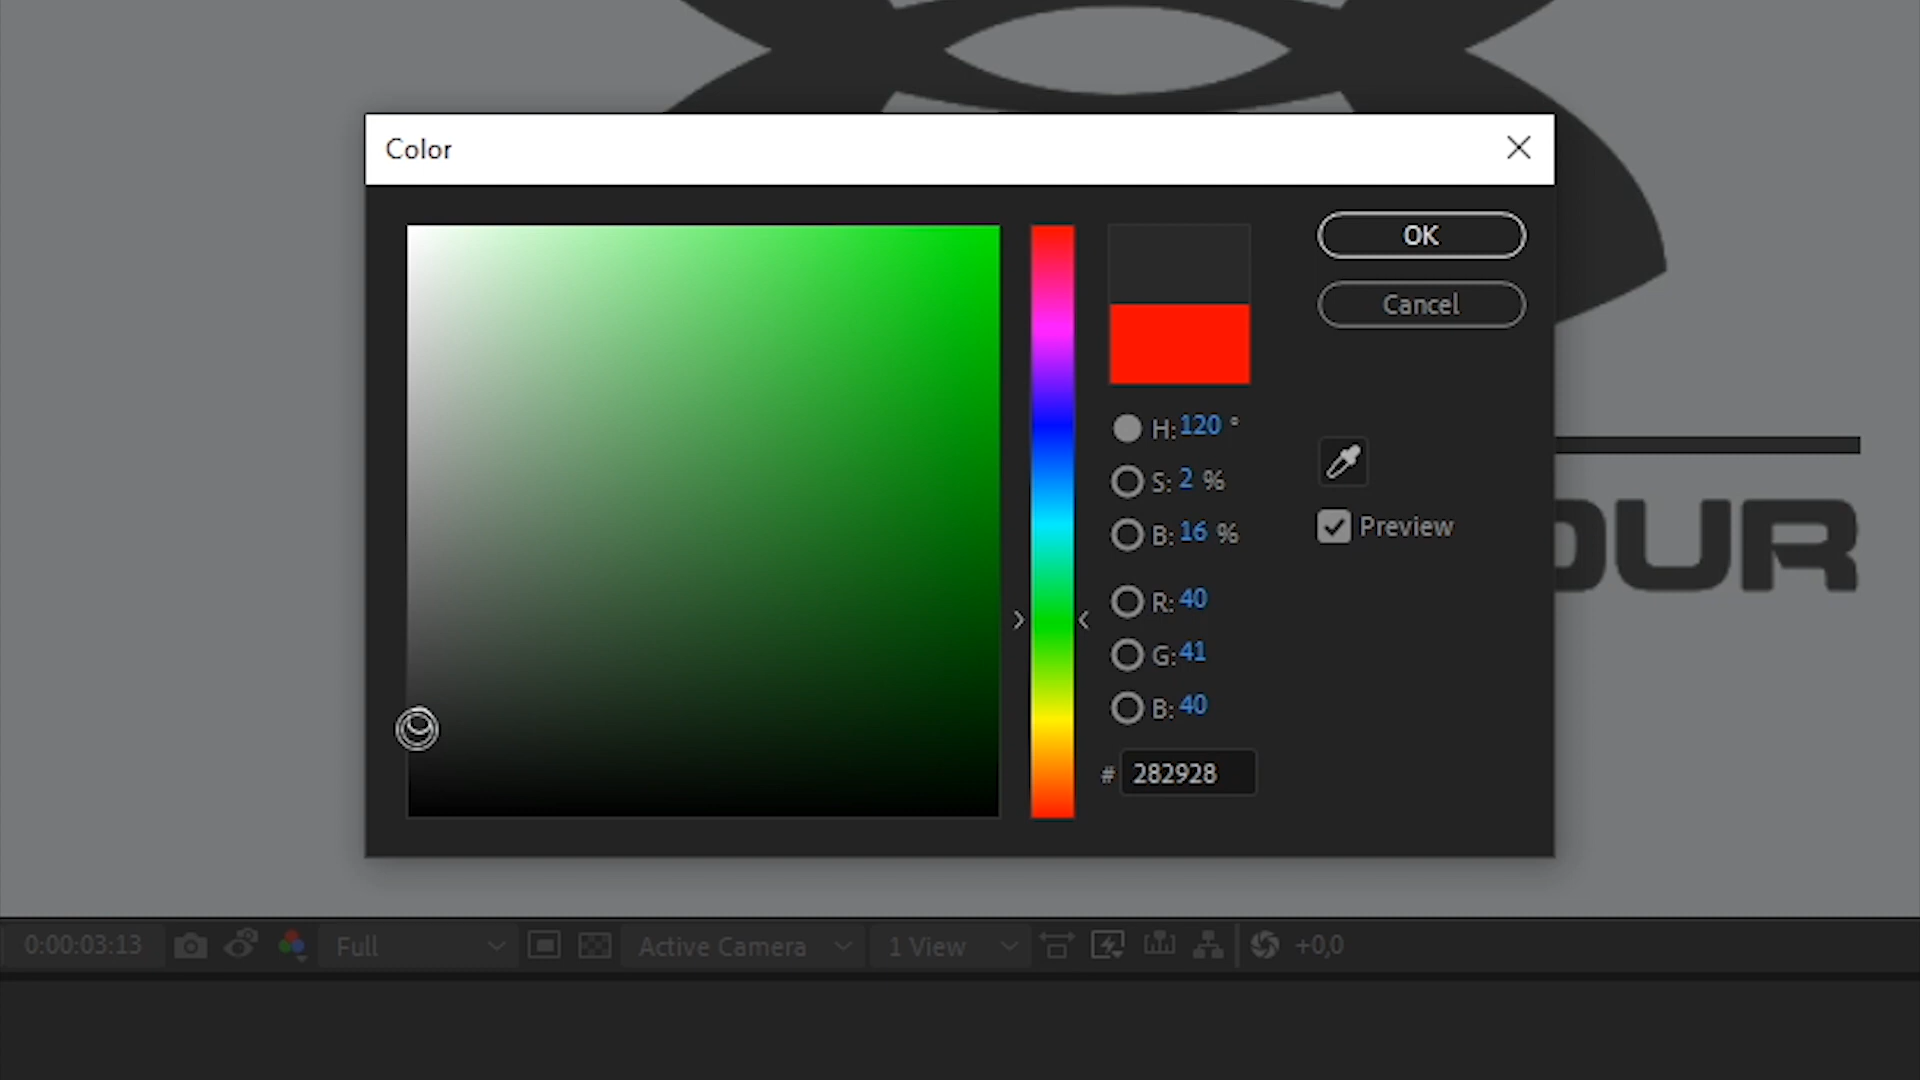 Color
OK
Cancel
H: 120 °
S: 2 %
B: 16 %
Preview
R: 40
G: 41
B: 40
# 282928
OUR
0:00:03:13
Full
Active Camera
1 View
+0,0